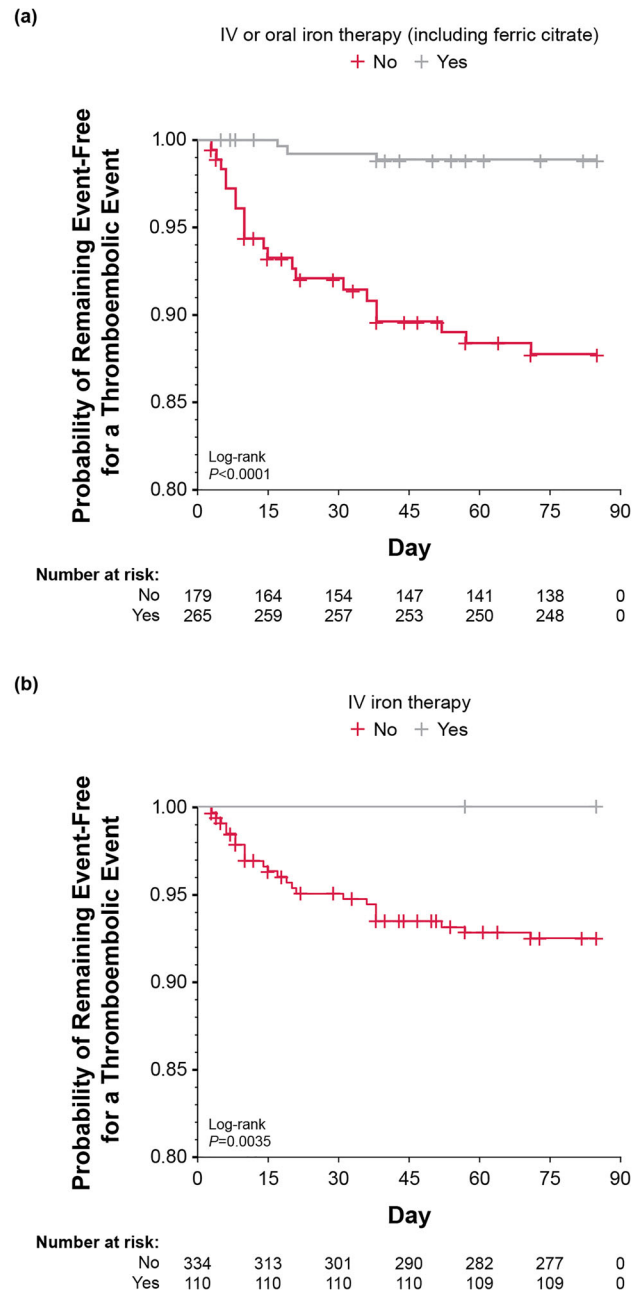 (a)
IV or oral iron therapy (including ferric citrate)
No Yes
Probability of Remaining Event-Free
for a Thromboembolic Event
1.00
0.95
0.90
0.85
0.80
Log-rank
P<0.0001
0 15 30 45 60 75 90
Day
Number at risk:
No 179 164 154 147 141 138 0
Yes 265 259 257 253 250 248 0
(b)
IV iron therapy
No Yes
Probability of Remaining Event-Free
for a Thromboembolic Event
1.00
0.95
0.90
0.85
0.80
Log-rank
P=0.0035
0 15 30 45 60 75 90
Day
Number at risk:
No 334 313 301 290 282 277 0
Yes 110 110 110 110 109 109 0